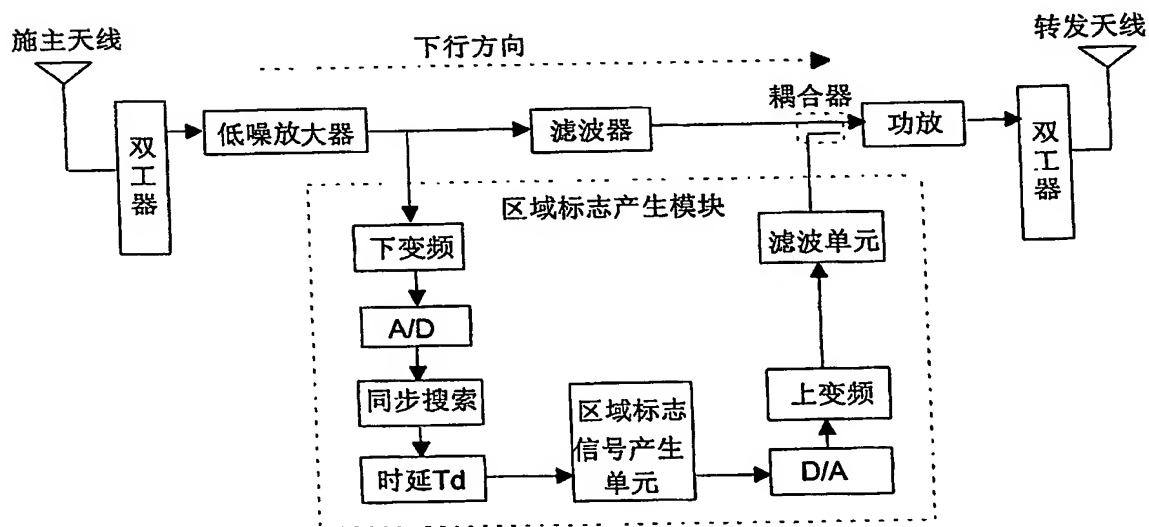 施主天线
下行方向
转发天线
耦合器
双工器
低噪放大器
滤波器
功放
双工器
区域标志产生模块
下变频
滤波单元
A/D
同步搜索
区域标志
信号产生
单元
上变频
时延Td
D/A